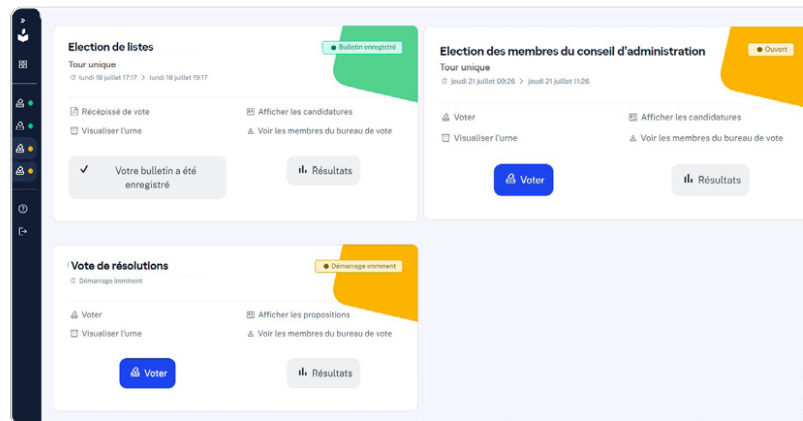 Election de listes
Bulletin enregistré
Tour unique
lundi 18 juillet 17:17 > lundi 18 juillet 19:17
Récépissé de vote
Afficher les candidatures
Visualiser l'urne
Voir les membres du bureau de vote
Votre bulletin a été
enregistré
Résultats
Election des membres du conseil d'administration
Ouvert
Tour unique
jeudi 21 juillet 09:26 > jeudi 21 juillet 11:26
Voter
Afficher les candidatures
Visualiser l'urne
Voir les membres du bureau de vote
Voter
Résultats
Vote de résolutions
Démarrage imminent
Démarrage imminent
Voter
Afficher les propositions
Visualiser l'urne
Voir les membres du bureau de vote
Voter
Résultats